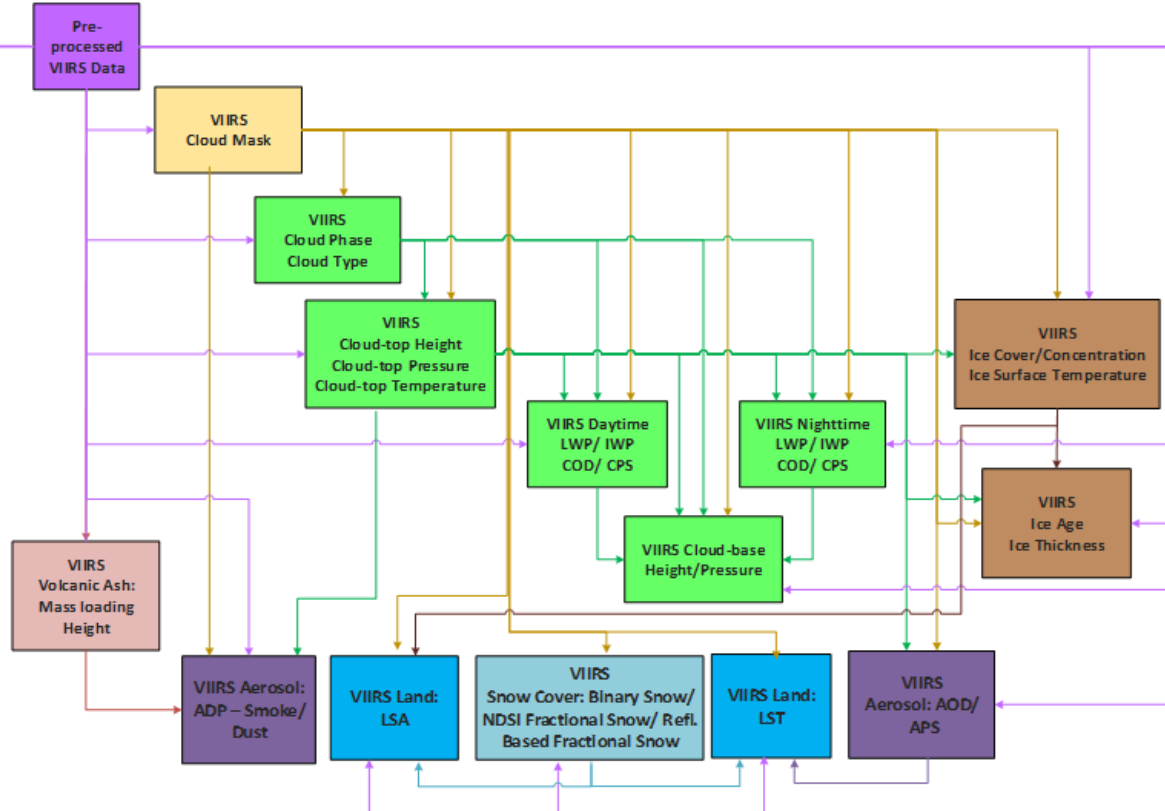 Pre-
processed
VIIRS Data
VIIRS
Cloud Mask
VIIRS
Cloud Phase
Cloud Type
VIIRS
Cloud-top Height
Cloud-top Pressure
Cloud-top Temperature
VIIRS
Ice Cover/Concentration
Ice Surface Temperature
VIIRS Daytime
LWP/ IWP
COD/ CPS
VIIRS Nighttime
LWP/ IWP
COD/ CPS
VIIRS
Ice Age
Ice Thickness
VIIRS Cloud-base
Height/Pressure
VIIRS
Volcanic Ash:
Mass loading
Height
VIIRS Aerosol:
ADP – Smoke/
Dust
VIIRS Land:
LSA
VIIRS
Snow Cover: Binary Snow/
NDSI Fractional Snow/ Refl.
Based Fractional Snow
VIIRS Land:
LST
VIIRS
Aerosol: AOD/
APS